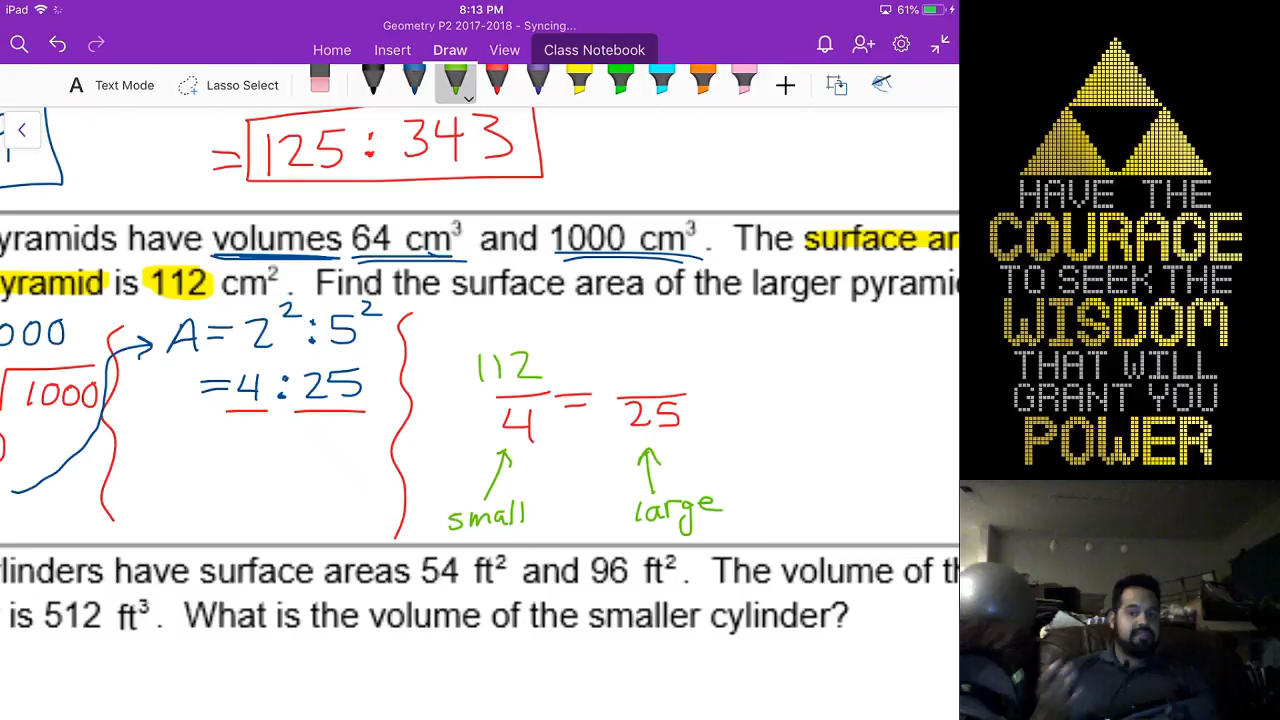 iPad 8:13 PM 61%
Geometry P2 2017-2018 - Syncing...
Home Insert Draw View Class Notebook
A Text Mode Lasso Select
= 125 : 343
yramids have volumes 64 cm³ and 1000 cm³. The surface ar
yramid is 112 cm². Find the surface area of the larger pyramid
000 A = 2² : 5²
√1000 = 4 : 25
112/4 = /25
small large
linders have surface areas 54 ft² and 96 ft². The volume of th
r is 512 ft³. What is the volume of the smaller cylinder?
HAVE THE
COURAGE
TO SEEK THE
WISDOM
THAT WILL
GRANT YOU
POWER